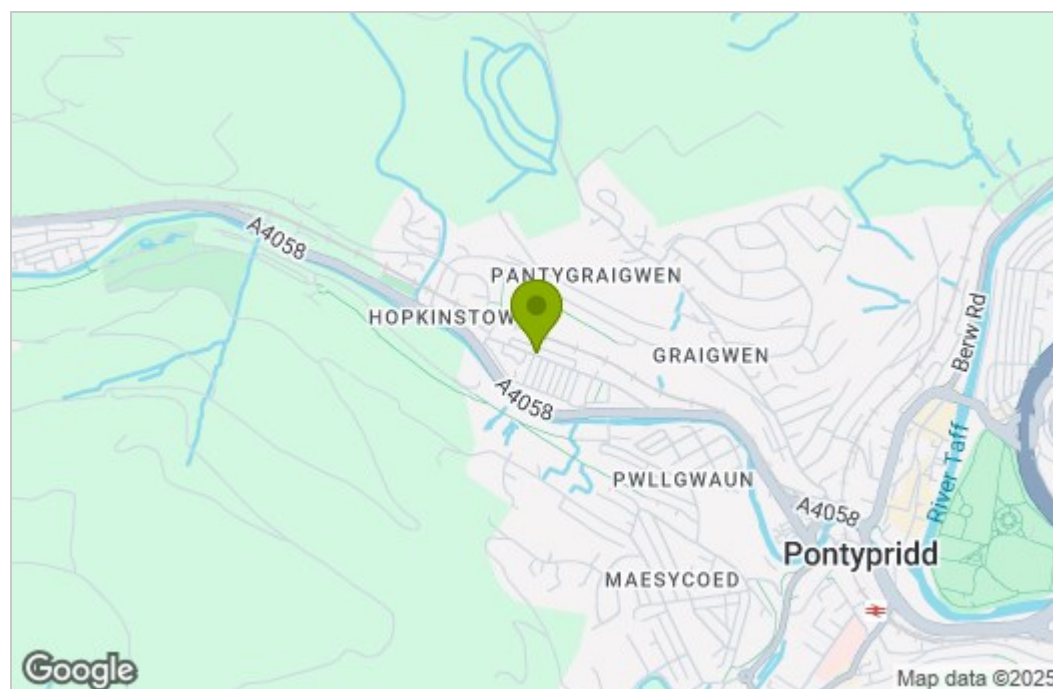 A4058
PANTYGRAIGWEN
HOPKINSTOW
Berw Rd
GRAIGWEN
A4058
River Taff
PWLLGWAUN
A4058
Pontypridd
MAESYCOED
Google
Map data ©2025